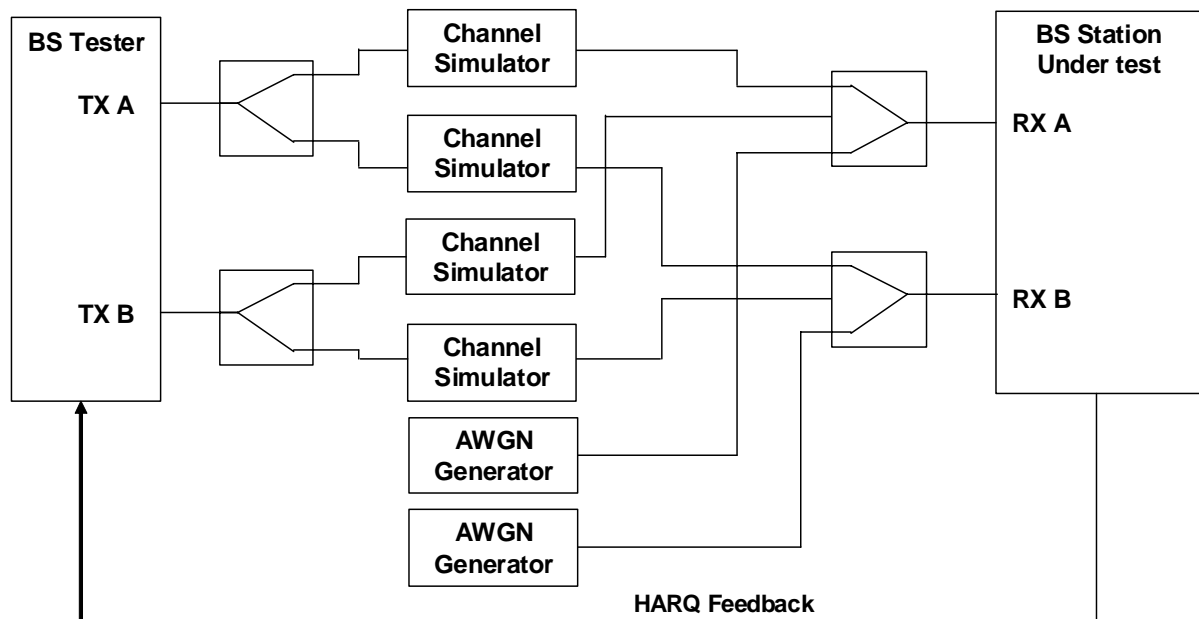 BS Tester
TX A
TX B
Channel
Simulator
Channel
Simulator
Channel
Simulator
Channel
Simulator
AWGN
Generator
AWGN
Generator
BS Station
Under test
RX A
RX B
HARQ Feedback